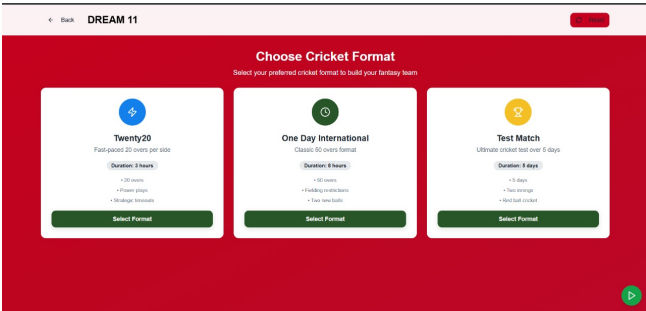 ← Back DREAM 11
Choose Cricket Format
Select your preferred cricket format to build your fantasy team
Twenty20
Fast-paced 20 overs per side
Duration: 3 hours
• 20 overs
• Power plays
• Strategic timeouts
Select Format
One Day International
Classic 50 overs format
Duration: 8 hours
• 50 overs
• Fielding restrictions
• Two new balls
Select Format
Test Match
Ultimate cricket test over 5 days
Duration: 5 days
• 5 days
• Two innings
• Red ball cricket
Select Format